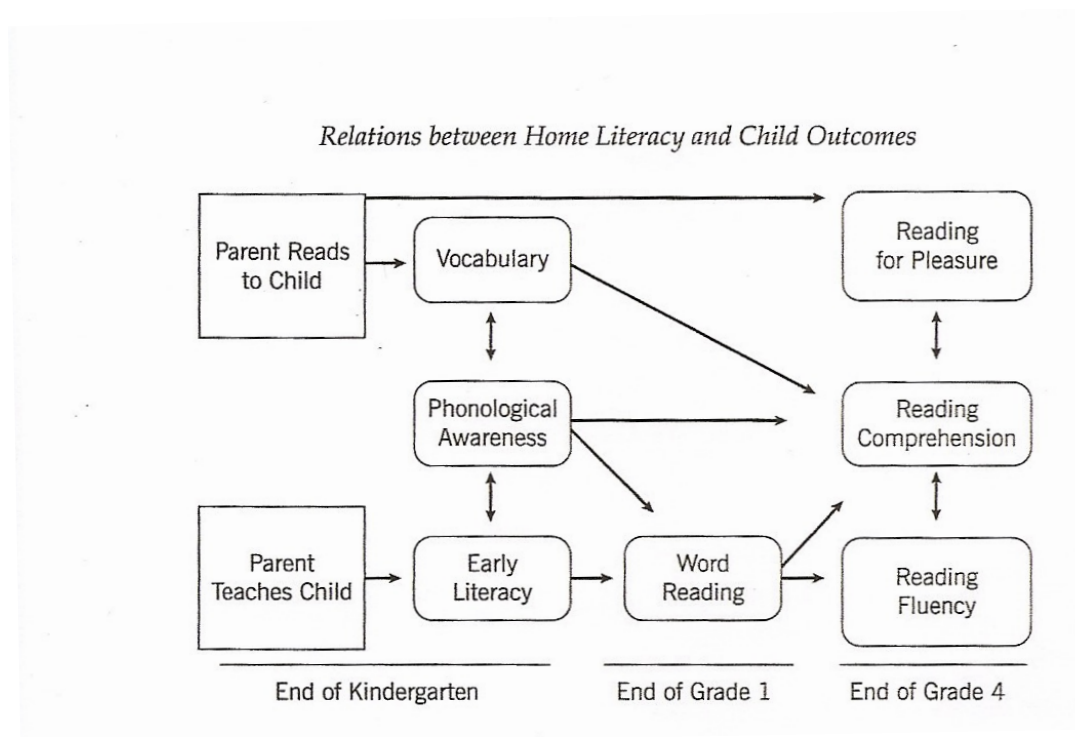 Relations between Home Literacy and Child Outcomes
Parent Reads
to Child
Vocabulary
Reading
for Pleasure
Phonological
Awareness
Reading
Comprehension
Parent
Teaches Child
Early
Literacy
Word
Reading
Reading
Fluency
End of Kindergarten
End of Grade 1
End of Grade 4